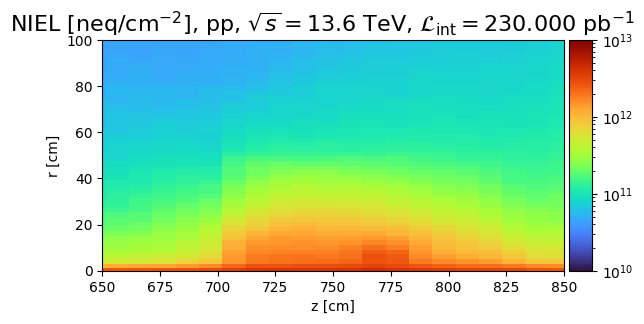 NIEL [neq/cm⁻²], pp, √s = 13.6 TeV, ℒint = 230.000 pb⁻¹
100
80
60
40
20
0
r [cm]
650 675 700 725 750 775 800 825 850
z [cm]
10¹³
10¹²
10¹¹
10¹⁰